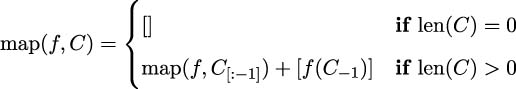 map(f, C) = { [] if len(C) = 0
map(f, C[:−1]) + [f(C−1)] if len(C) > 0